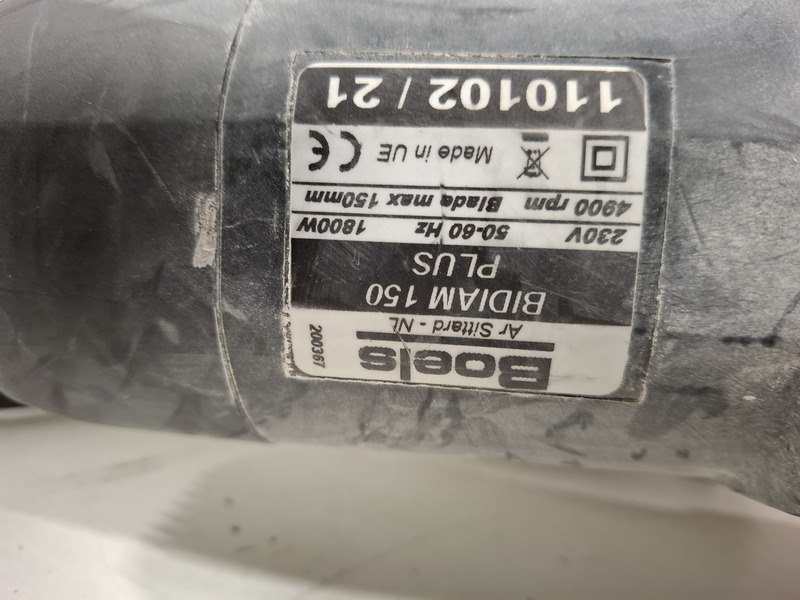 Boels
Ar Sittard - NL
200367
BIDIAM 150
PLUS
230V 50-60 Hz 1800W
4900 rpm Blade max 150mm
Made in UE CE
110102 / 21